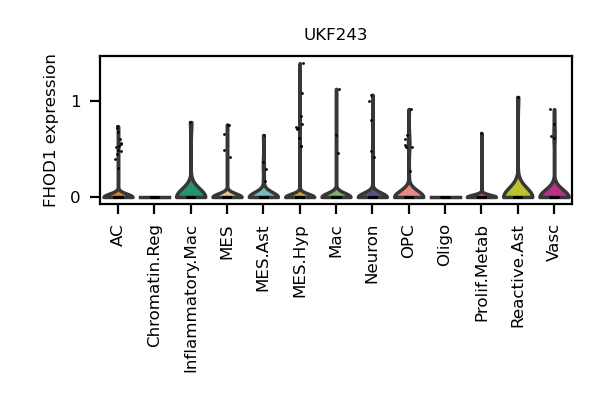 UKF243
FHOD1 expression
1
0
AC
Chromatin.Reg
Inflammatory.Mac
MES
MES.Ast
MES.Hyp
Mac
Neuron
OPC
Oligo
Prolif.Metab
Reactive.Ast
Vasc